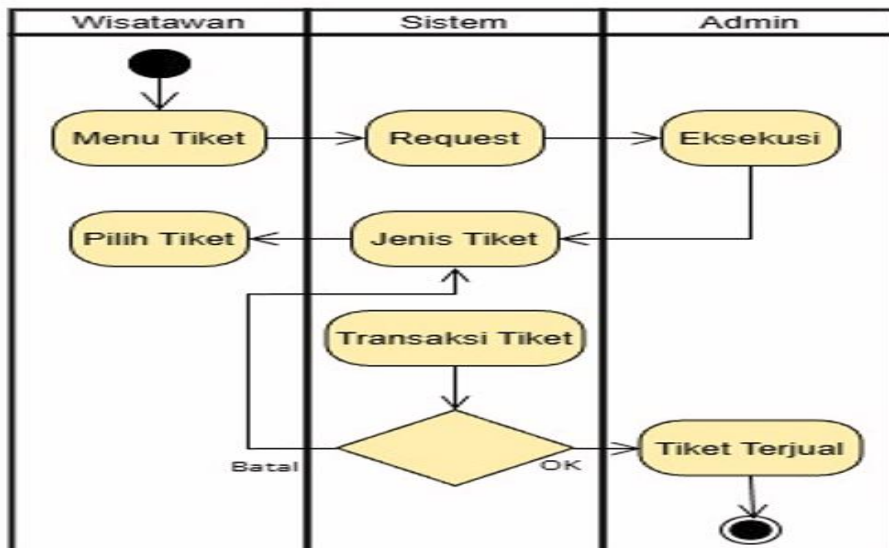 Wisatawan
Sistem
Admin
Menu Tiket
Request
Eksekusi
Pilih Tiket
Jenis Tiket
Transaksi Tiket
Batal
OK
Tiket Terjual